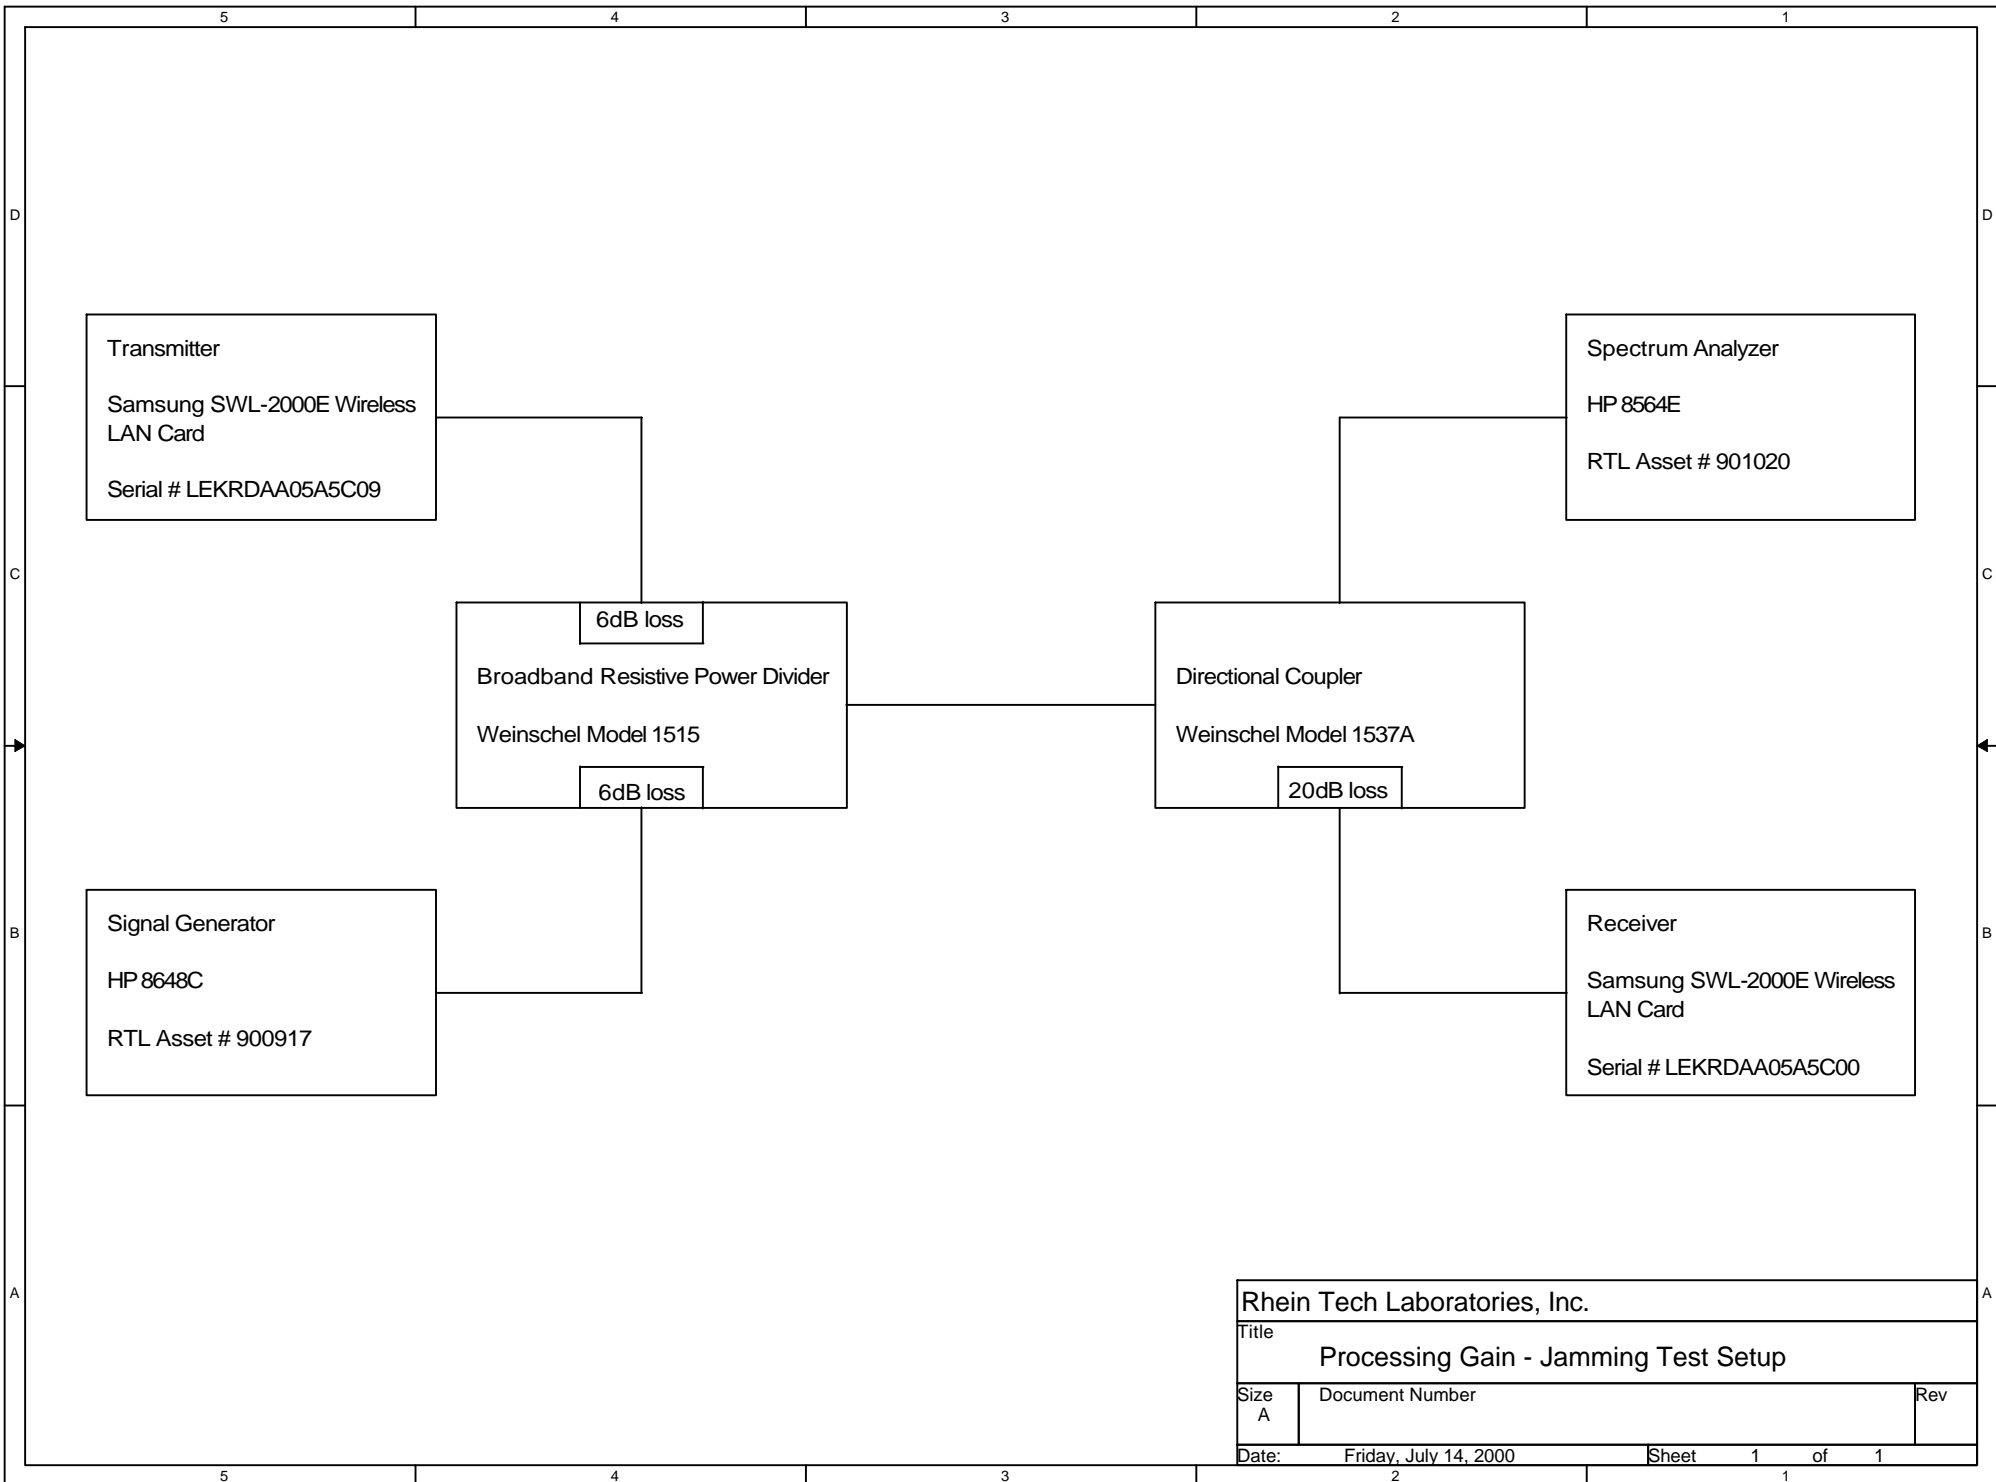 5 4 3 2 1
D D
Transmitter
Samsung SWL-2000E Wireless
LAN Card
Serial # LEKRDAA05A5C09
Spectrum Analyzer
HP 8564E
RTL Asset # 901020
C C
6dB loss
Broadband Resistive Power Divider
Weinschel Model 1515
6dB loss
Directional Coupler
Weinschel Model 1537A
20dB loss
B B
Signal Generator
HP 8648C
RTL Asset # 900917
Receiver
Samsung SWL-2000E Wireless
LAN Card
Serial # LEKRDAA05A5C00
A A
Rhein Tech Laboratories, Inc.
Title
Processing Gain - Jamming Test Setup
Size Document Number Rev
A
Date: Friday, July 14, 2000 Sheet 1 of 1
5 4 3 2 1